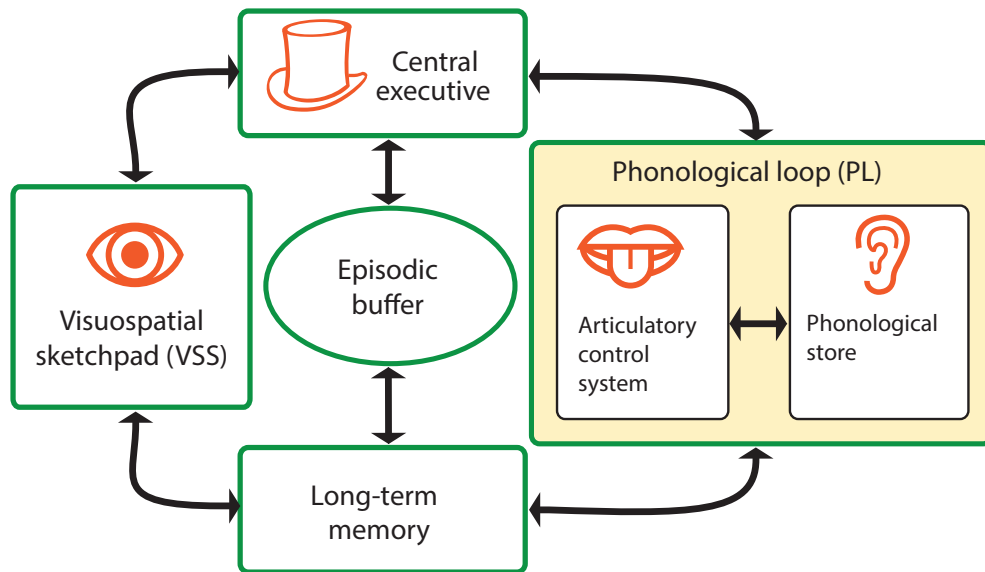 Central
executive
Phonological loop (PL)
Episodic
buffer
Visuospatial
sketchpad (VSS)
Articulatory
control
system
Phonological
store
Long-term
memory